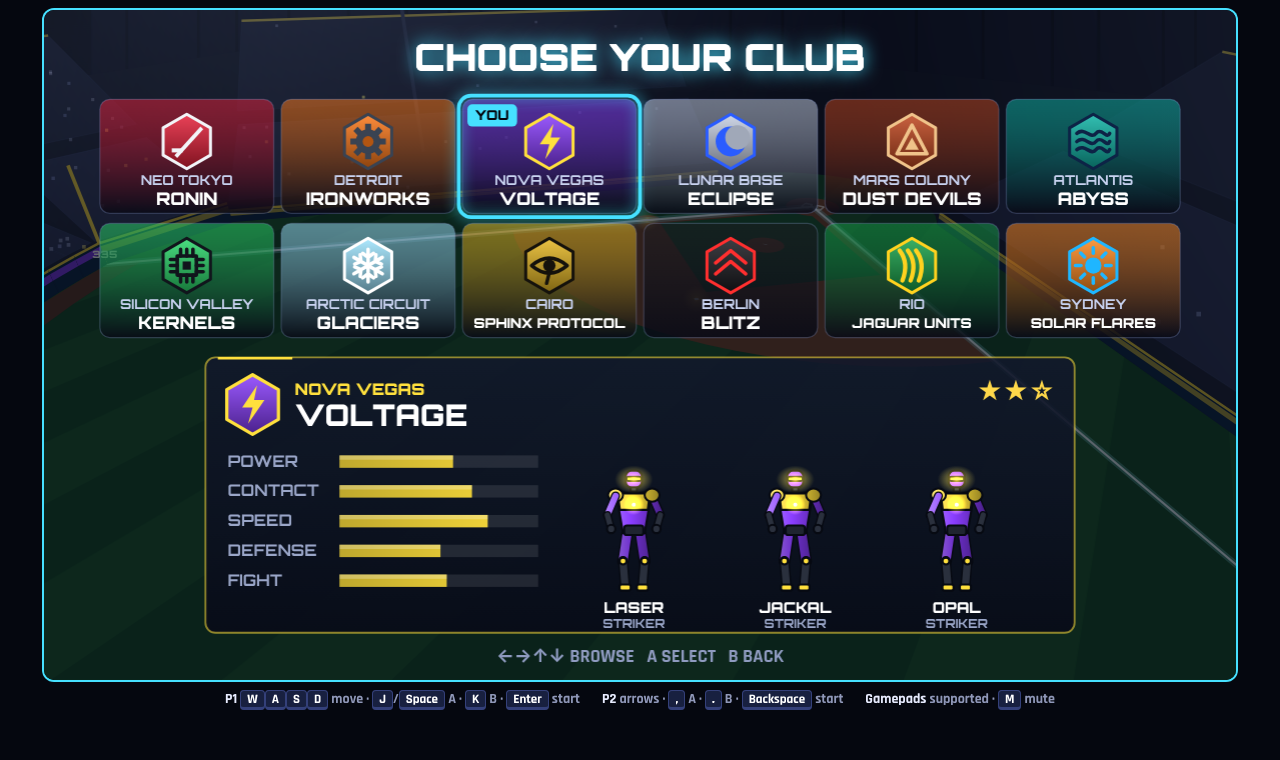 CHOOSE YOUR CLUB
YOU
NEO TOKYO
RONIN
DETROIT
IRONWORKS
NOVA VEGAS
VOLTAGE
LUNAR BASE
ECLIPSE
MARS COLONY
DUST DEVILS
ATLANTIS
ABYSS
SILICON VALLEY
KERNELS
ARCTIC CIRCUIT
GLACIERS
CAIRO
SPHINX PROTOCOL
BERLIN
BLITZ
RIO
JAGUAR UNITS
SYDNEY
SOLAR FLARES
335
NOVA VEGAS
VOLTAGE
★★☆
POWER
CONTACT
SPEED
DEFENSE
FIGHT
LASER
STRIKER
JACKAL
STRIKER
OPAL
STRIKER
←→↑↓ BROWSE A SELECT B BACK
P1 W A S D move · J / Space A · K B · Enter start P2 arrows · , A · . B · Backspace start Gamepads supported · M mute